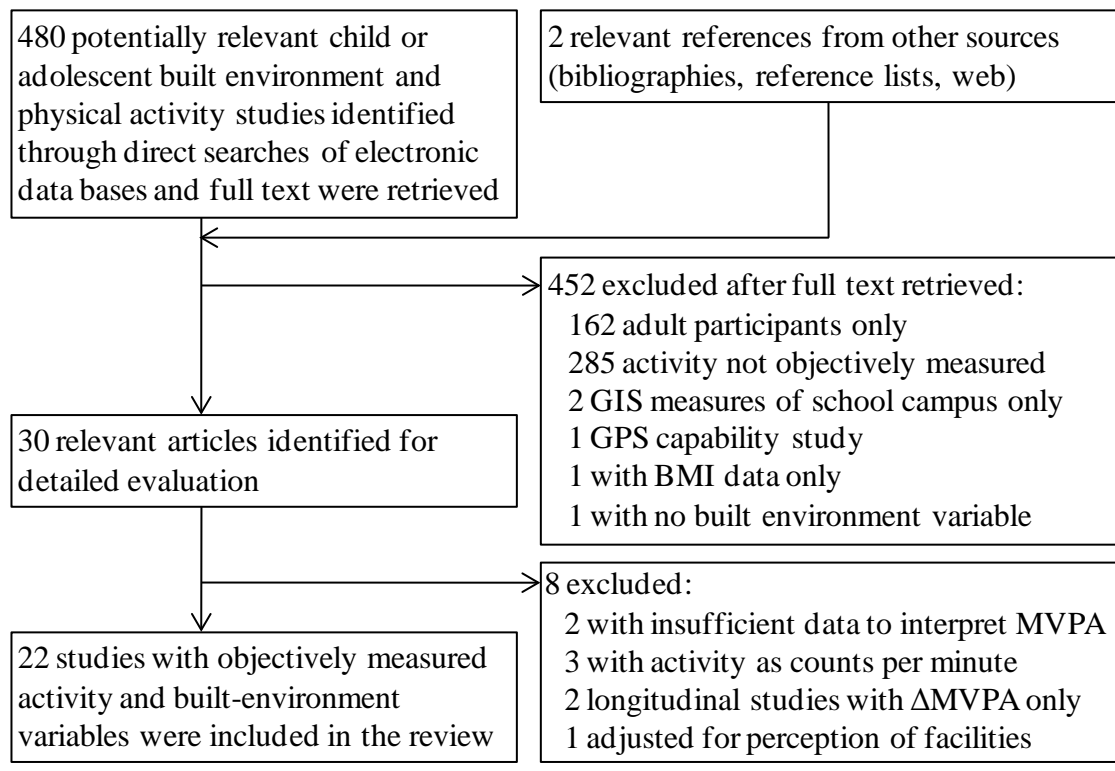 480 potentially relevant child or
adolescent built environment and
physical activity studies identified
through direct searches of electronic
data bases and full text were retrieved
2 relevant references from other sources
(bibliographies, reference lists, web)
452 excluded after full text retrieved:
162 adult participants only
285 activity not objectively measured
2 GIS measures of school campus only
1 GPS capability study
1 with BMI data only
1 with no built environment variable
30 relevant articles identified for
detailed evaluation
8 excluded:
2 with insufficient data to interpret MVPA
3 with activity as counts per minute
2 longitudinal studies with ΔMVPA only
1 adjusted for perception of facilities
22 studies with objectively measured
activity and built-environment
variables were included in the review